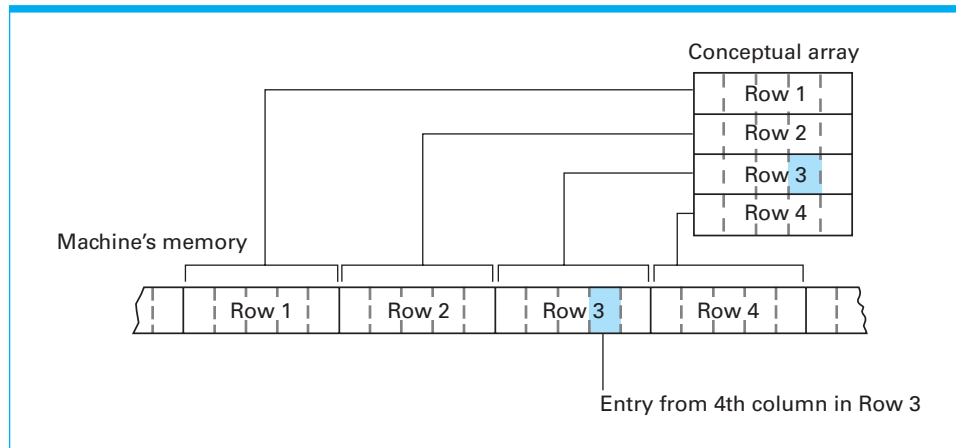 Conceptual array
Row 1
Row 2
Row 3
Row 4
Machine's memory
Row 1 Row 2 Row 3 Row 4
Entry from 4th column in Row 3